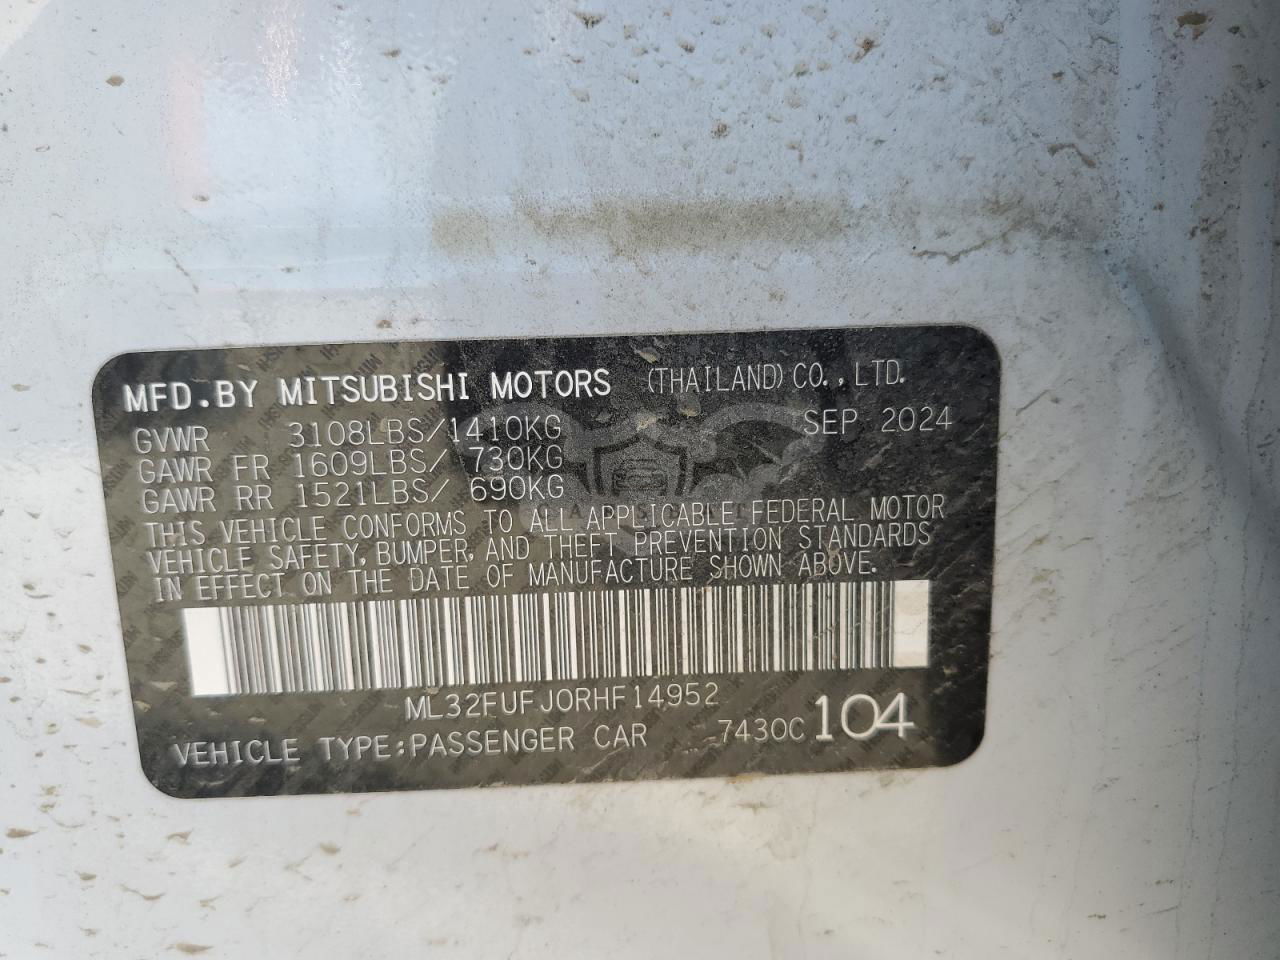 MFD.BY MITSUBISHI MOTORS (THAILAND) CO., LTD.
GVWR 3108LBS/1410KG SEP 2024
GAWR FR 1609LBS/ 730KG
GAWR RR 1521LBS/ 690KG
THIS VEHICLE CONFORMS TO ALL APPLICABLE FEDERAL MOTOR
VEHICLE SAFETY, BUMPER, AND THEFT PREVENTION STANDARDS
IN EFFECT ON THE DATE OF MANUFACTURE SHOWN ABOVE.
ML32FUFJ0RHF14952
VEHICLE TYPE:PASSENGER CAR 7430C 104